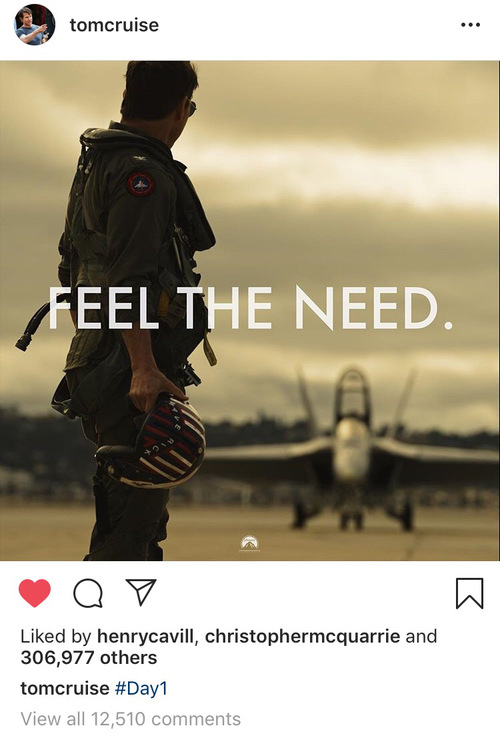 tomcruise
FEEL THE NEED.
MAVERICK
Liked by henrycavill, christophermcquarrie and
306,977 others
tomcruise #Day1
View all 12,510 comments